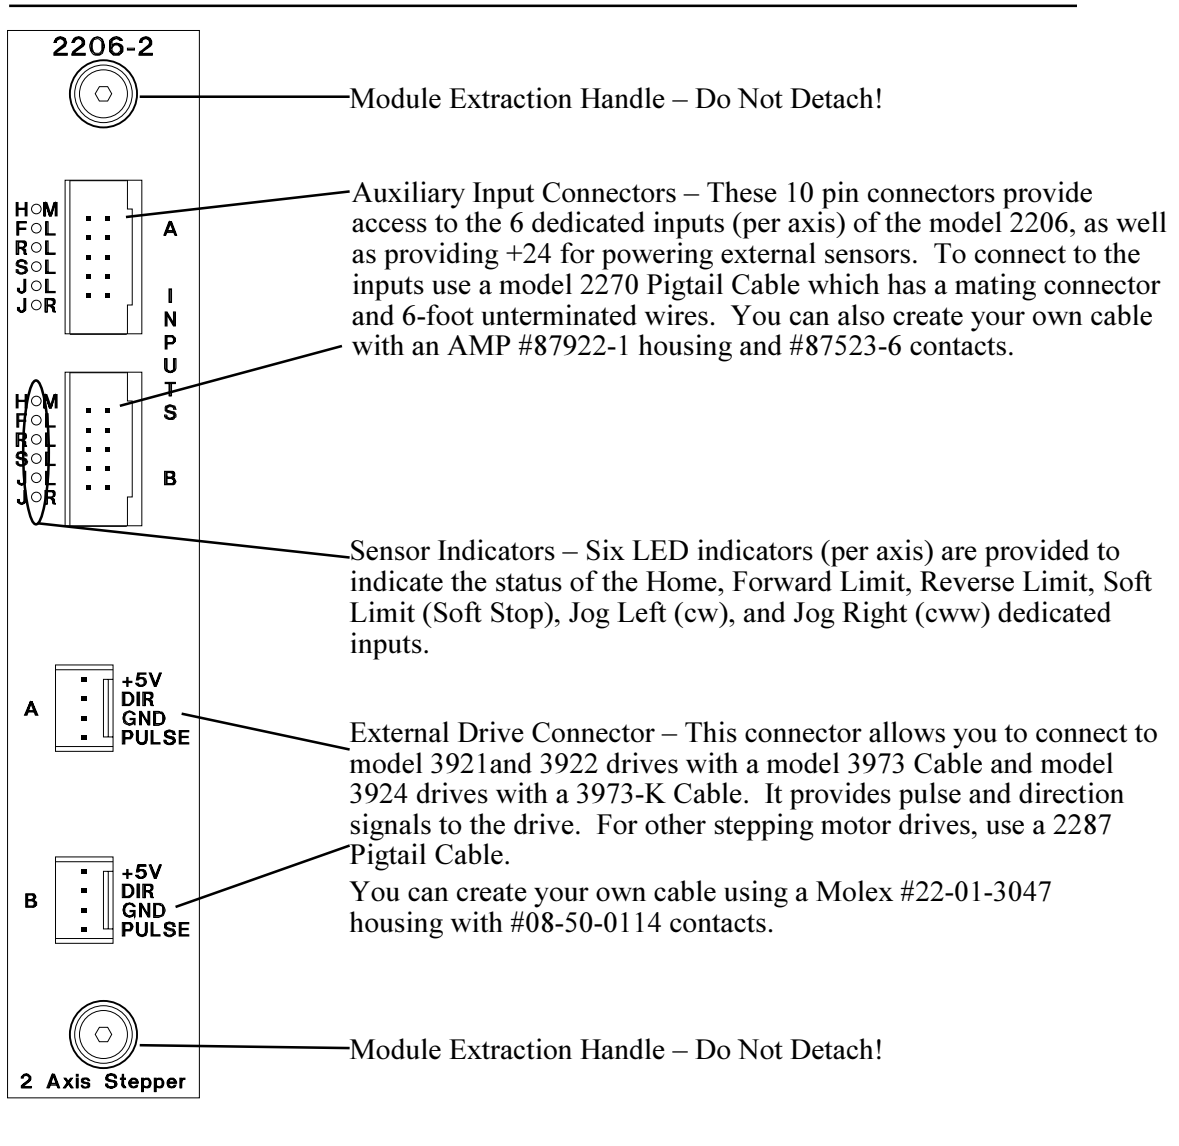 2206-2
Module Extraction Handle – Do Not Detach!
Auxiliary Input Connectors – These 10 pin connectors provide
access to the 6 dedicated inputs (per axis) of the model 2206, as well
as providing +24 for powering external sensors.  To connect to the
inputs use a model 2270 Pigtail Cable which has a mating connector
and 6-foot unterminated wires.  You can also create your own cable
with an AMP #87922-1 housing and #87523-6 contacts.
H M
F L
R L
S L
J L
J R
A
INPUTS
H M
F L
R L
S L
J L
J R
B
Sensor Indicators – Six LED indicators (per axis) are provided to
indicate the status of the Home, Forward Limit, Reverse Limit, Soft
Limit (Soft Stop), Jog Left (cw), and Jog Right (cww) dedicated
inputs.
A
+5V
DIR
GND
PULSE
External Drive Connector – This connector allows you to connect to
model 3921and 3922 drives with a model 3973 Cable and model
3924 drives with a 3973-K Cable.  It provides pulse and direction
signals to the drive.  For other stepping motor drives, use a 2287
Pigtail Cable.
You can create your own cable using a Molex #22-01-3047
housing with #08-50-0114 contacts.
B
+5V
DIR
GND
PULSE
Module Extraction Handle – Do Not Detach!
2 Axis Stepper